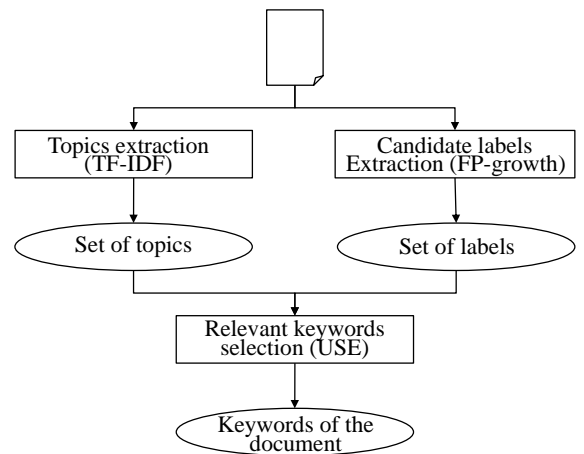 Topics extraction
(TF-IDF)
Candidate labels
Extraction (FP-growth)
Set of topics
Set of labels
Relevant keywords
selection (USE)
Keywords of the
document